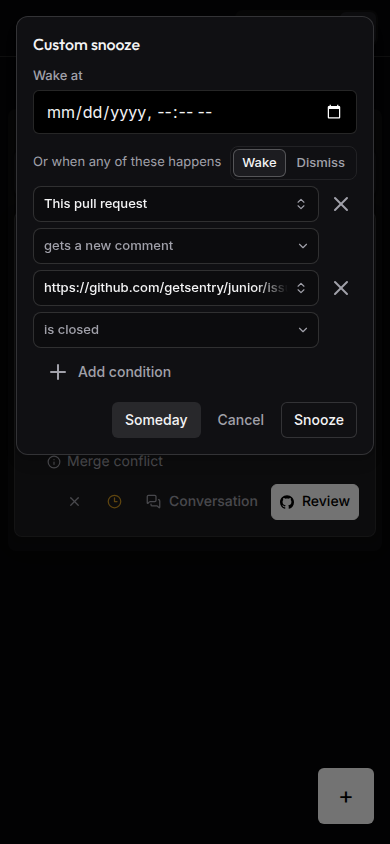 Custom snooze
Wake at
mm/dd/yyyy, --:-- --
Or when any of these happens
Wake
Dismiss
This pull request
gets a new comment
https://github.com/getsentry/junior/iss
is closed
Add condition
Someday
Cancel
Snooze
Merge conflict
Conversation
Review
+